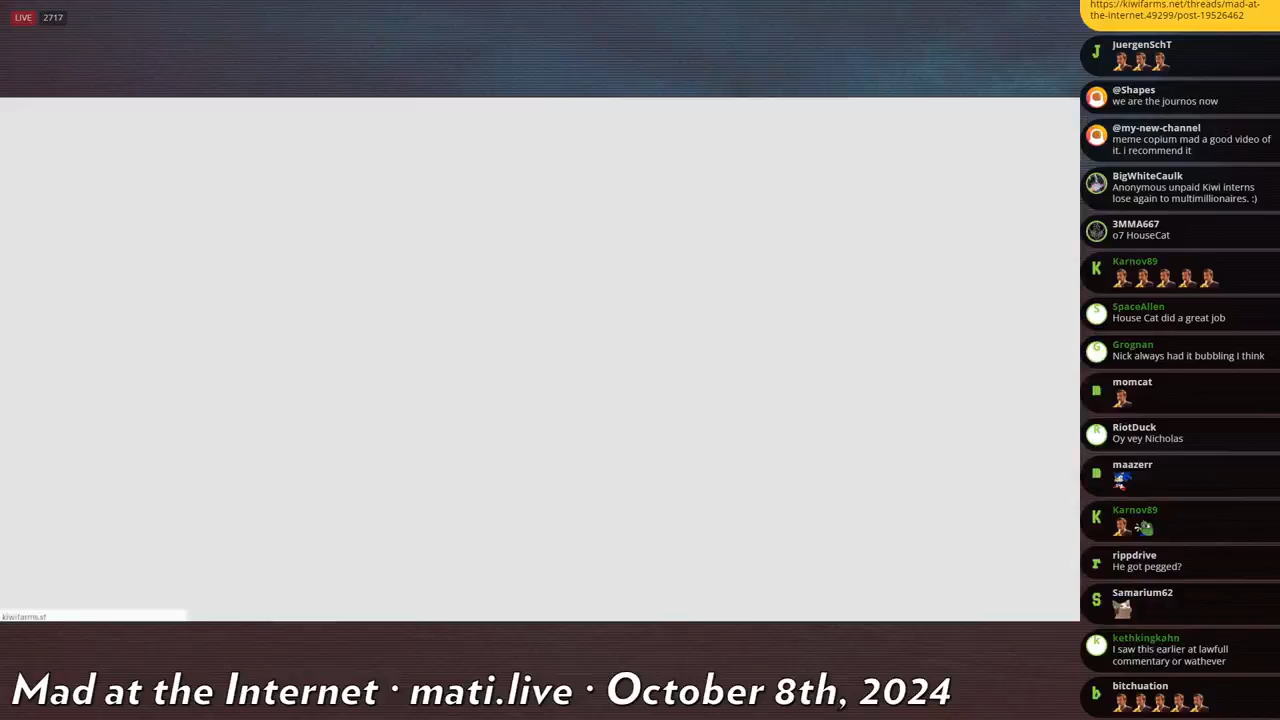 LIVE 2717
https://kiwifarms.net/threads/mad-at-
the-internet.49299/post-19526462
J
JuergenSchT
@Shapes
we are the journos now
@my-new-channel
meme copium mad a good video of
it. i recommend it
BigWhiteCaulk
Anonymous unpaid Kiwi interns
lose again to multimillionaires. :)
3MMA667
o7 HouseCat
K
Karnov89
S
SpaceAllen
House Cat did a great job
G
Grognan
Nick always had it bubbling I think
m
momcat
R
RiotDuck
Oy vey Nicholas
m
maazerr
K
Karnov89
r
rippdrive
He got pegged?
S
Samarium62
k
kethkingkahn
I saw this earlier at lawfull
commentary or wathever
b
bitchuation
kiwifarms.st
Mad at the Internet · mati.live · October 8th, 2024